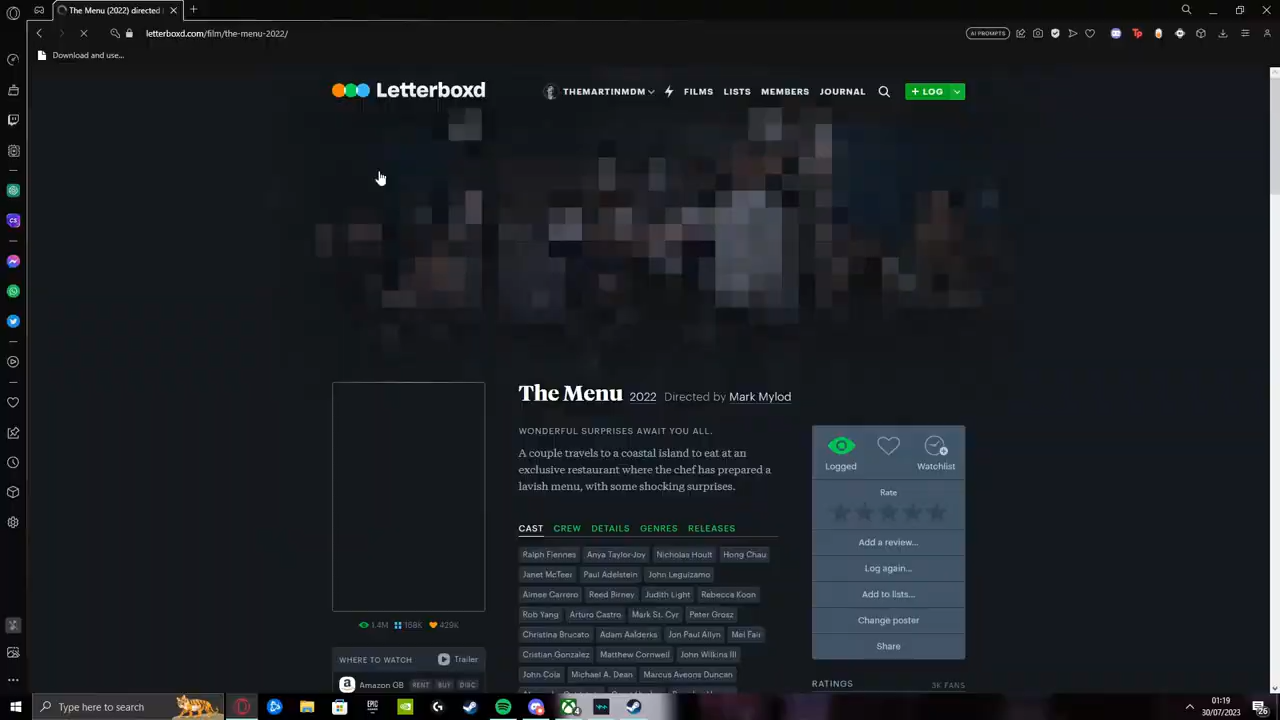 The Menu (2022) directed
letterboxd.com/film/the-menu-2022/
AI PROMPTS
Download and use...
Letterboxd
THEMARTINMDM
FILMS
LISTS
MEMBERS
JOURNAL
+ LOG
The Menu 2022 Directed by Mark Mylod
WONDERFUL SURPRISES AWAIT YOU ALL.
A couple travels to a coastal island to eat at an
exclusive restaurant where the chef has prepared a
lavish menu, with some shocking surprises.
CAST CREW DETAILS GENRES RELEASES
Ralph Fiennes Anya Taylor-Joy Nicholas Hoult Hong Chau
Janet McTeer Paul Adelstein John Leguizamo
Aimee Carrero Reed Birney Judith Light Rebecca Koon
Rob Yang Arturo Castro Mark St. Cyr Peter Grosz
Christina Brucato Adam Aalderks Jon Paul Allyn Mel Fair
Cristian Gonzalez Matthew Cornwell John Wilkins III
John Cola Michael A. Dean Marcus Aveons Duncan
1.4M 168K 429K
WHERE TO WATCH Trailer
Amazon GB RENT BUY DISC
Logged
Watchlist
Rate
Add a review...
Log again...
Add to lists...
Change poster
Share
RATINGS 3K FANS
Type here to search
01:19
30/07/2023